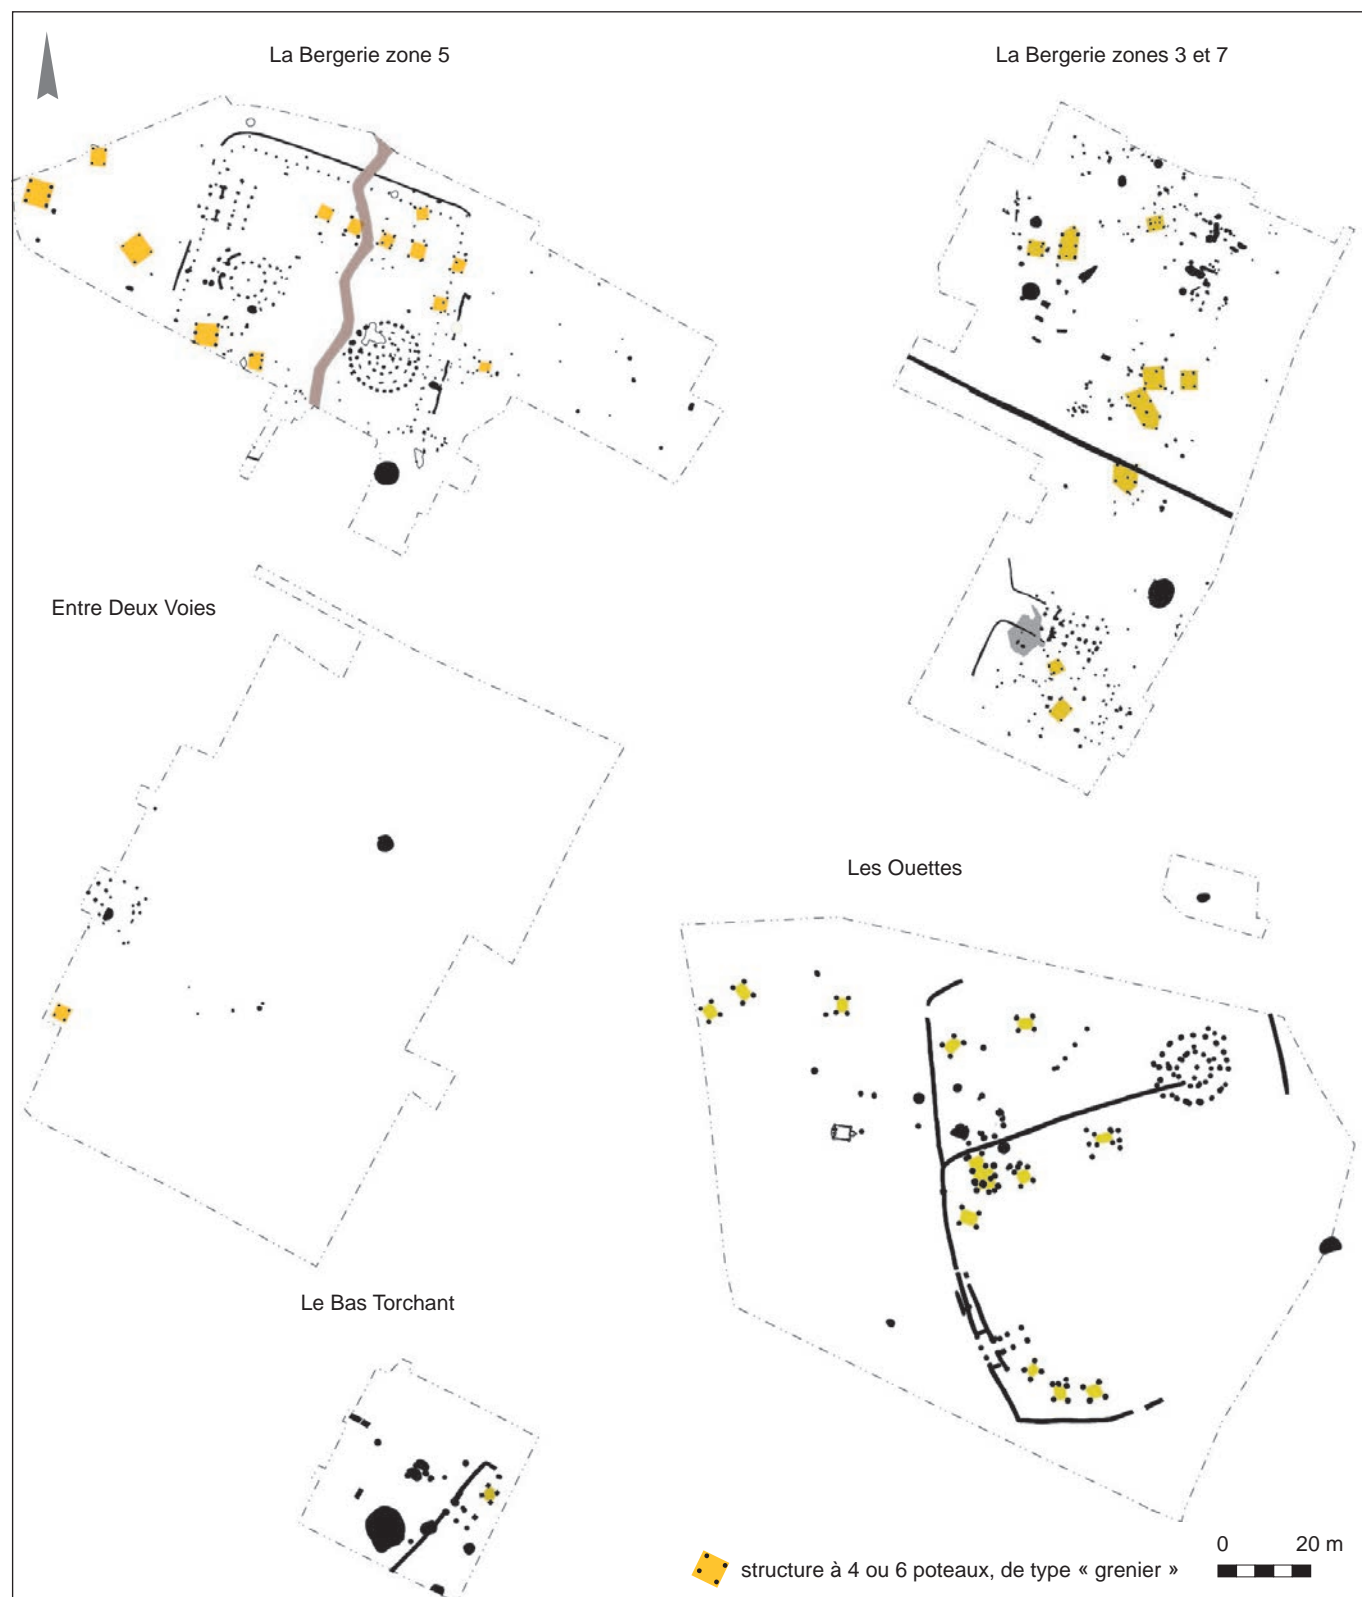 La Bergerie zone 5
La Bergerie zones 3 et 7
Entre Deux Voies
Les Ouettes
Le Bas Torchant
structure à 4 ou 6 poteaux, de type « grenier »
0 20 m